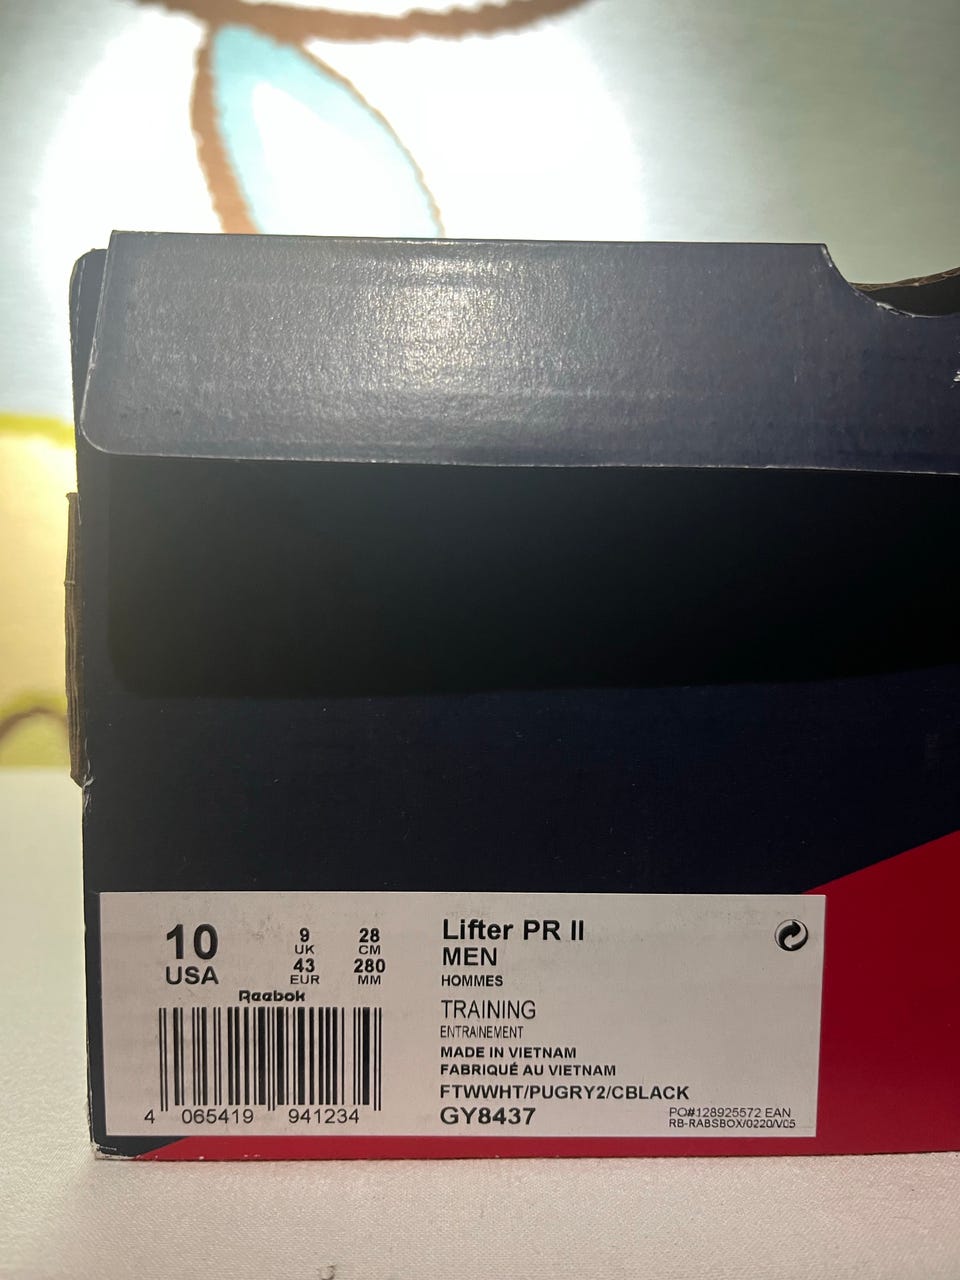 10
USA
9
UK
43
EUR
28
CM
280
MM
Reebok
4 065419 941234
Lifter PR II
MEN
HOMMES
TRAINING
ENTRAINEMENT
MADE IN VIETNAM
FABRIQUÉ AU VIETNAM
FTWWHT/PUGRY2/CBLACK
GY8437
PO#128925572 EAN
RB-RABSBOX/0220/V05